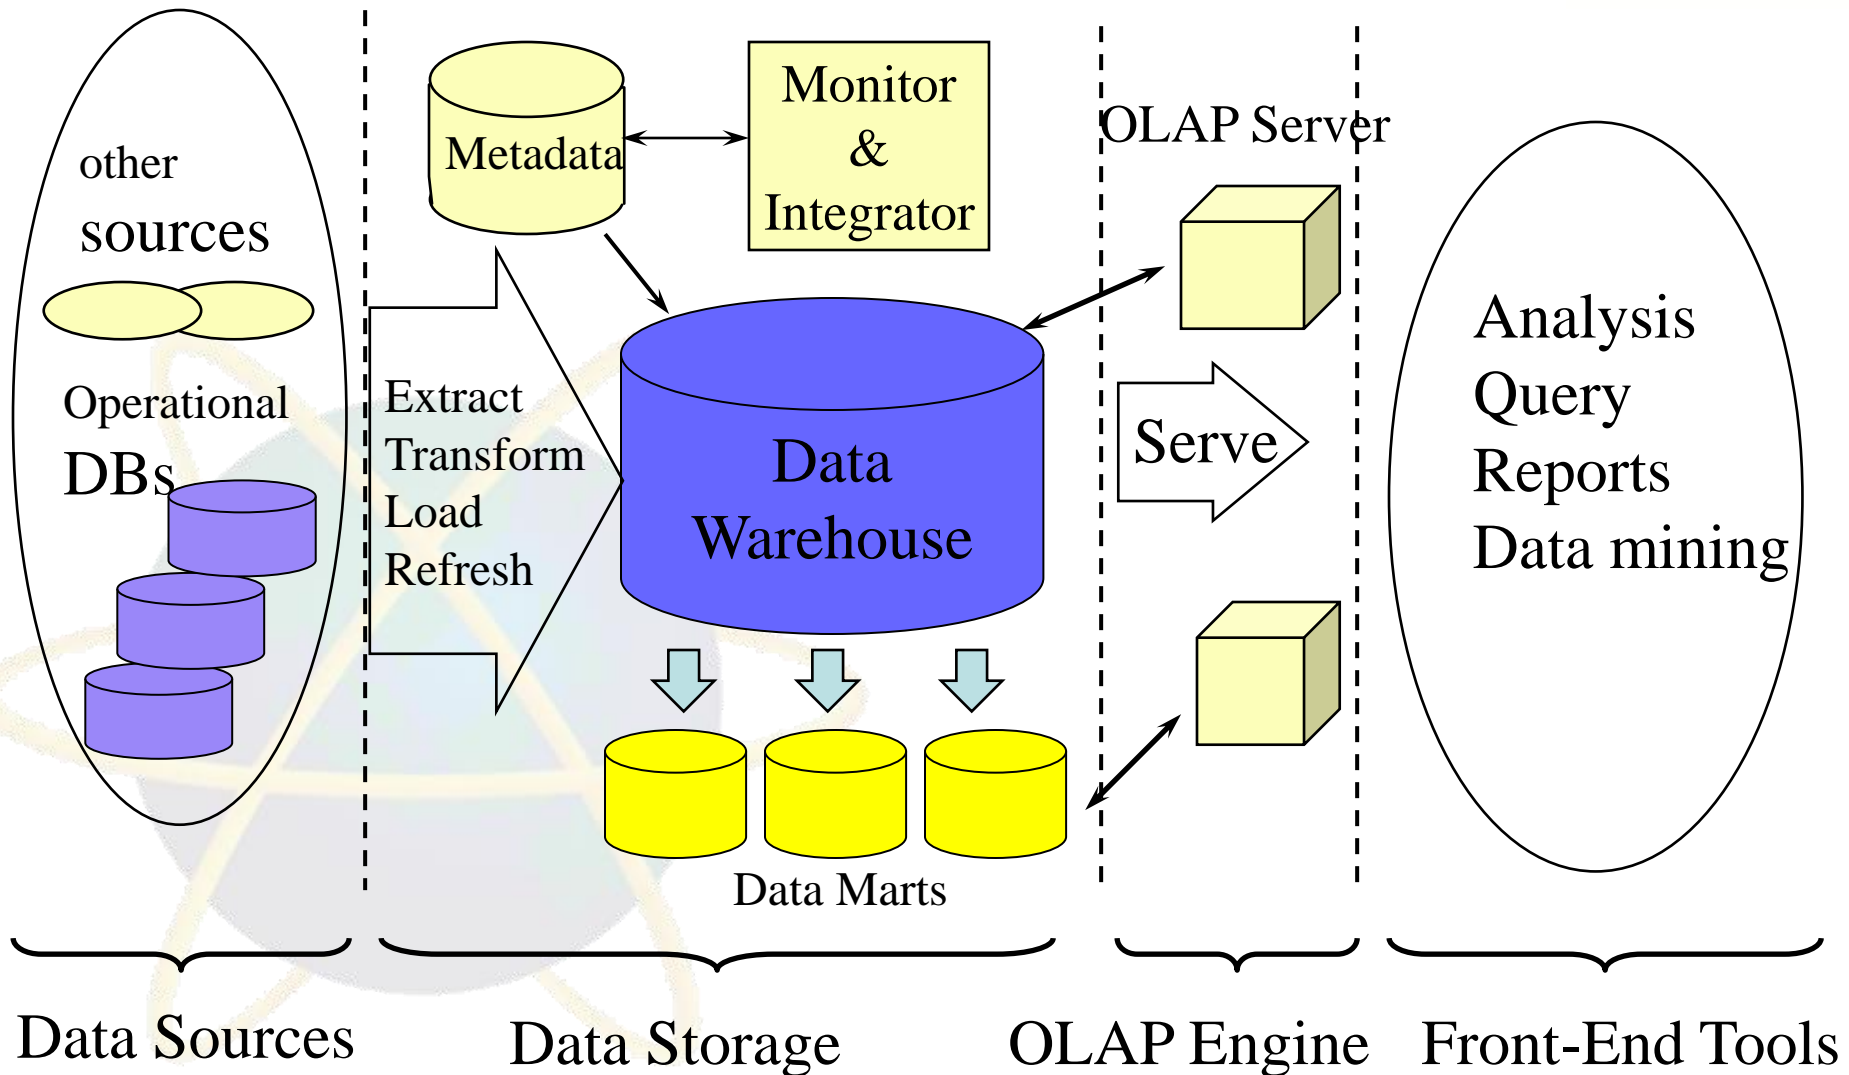 other
sources
Operational
DBs
Extract
Transform
Load
Refresh
Metadata
Monitor
&
Integrator
Data
Warehouse
Data Marts
OLAP Server
Serve
Analysis
Query
Reports
Data mining
Data Sources
Data Storage
OLAP Engine
Front-End Tools